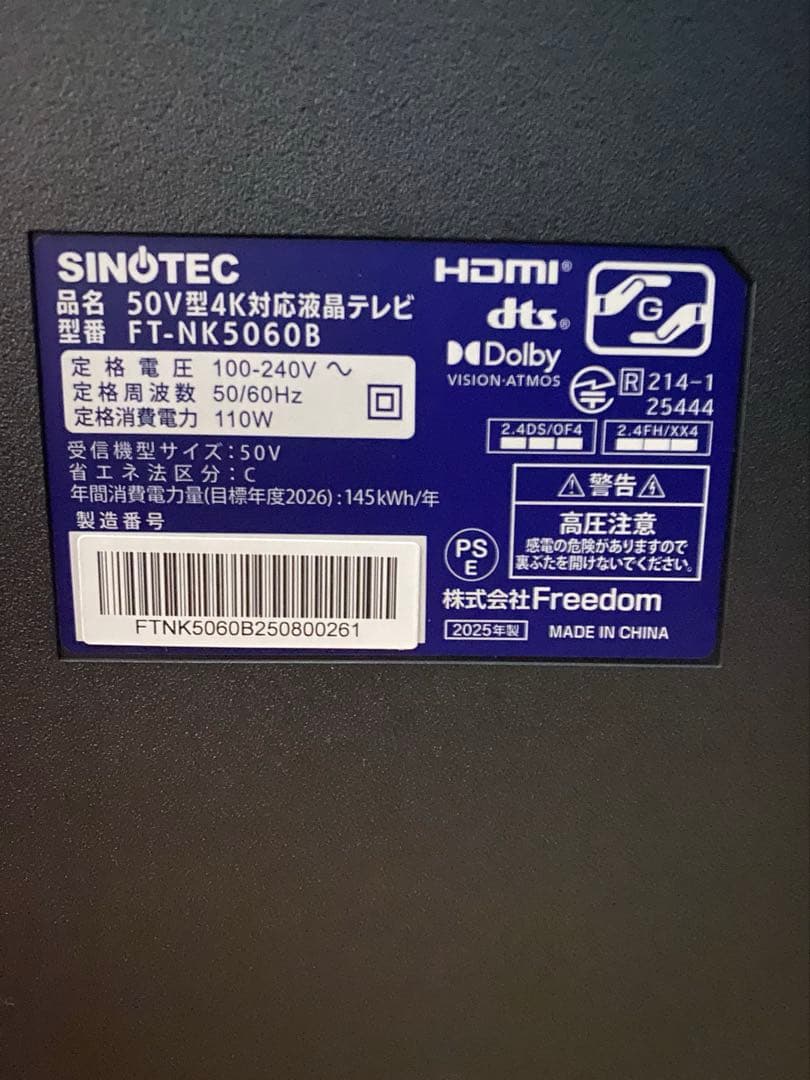 SINOTEC
品名 50V型4K対応液晶テレビ
型番 FT-NK5060B
定格電圧 100-240V ～
定格周波数 50/60Hz
定格消費電力 110W
受信機型サイズ:50V
省エネ法区分:C
年間消費電力量(目標年度2026):145kWh/年
製造番号
FTNK5060B250800261
HDMI®
dts®
G
Dolby
VISION·ATMOS
R 214-1
25444
2.4DS/OF4
2.4FH/XX4
警告
高圧注意
感電の危険がありますので
裏ぶたを開けないでください。
PS
E
株式会社Freedom
2025年製 MADE IN CHINA